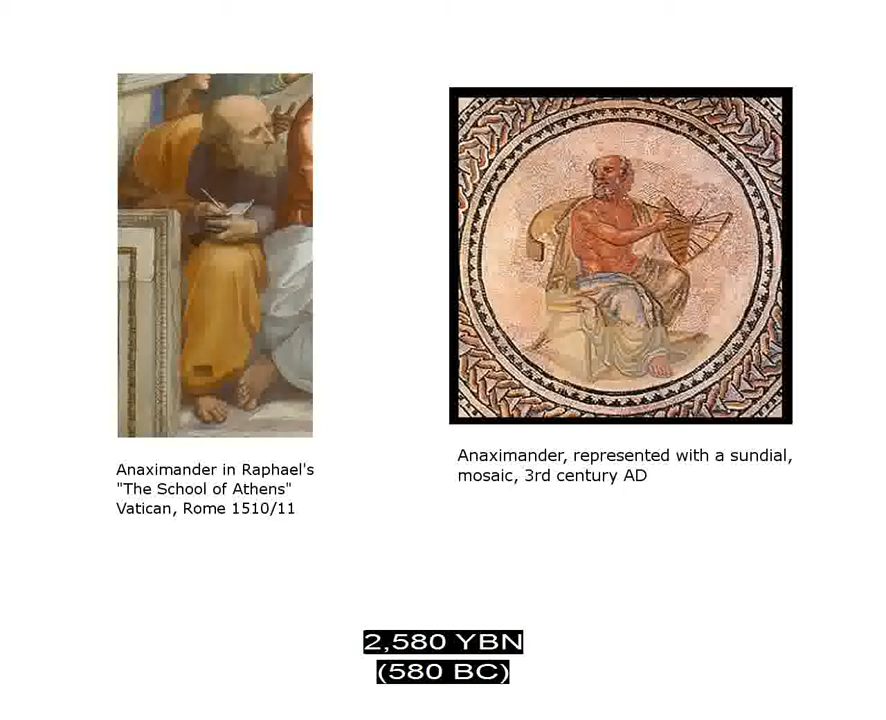 Anaximander in Raphael's
"The School of Athens"
Vatican, Rome 1510/11
Anaximander, represented with a sundial,
mosaic, 3rd century AD
2,580 YBN
(580 BC)